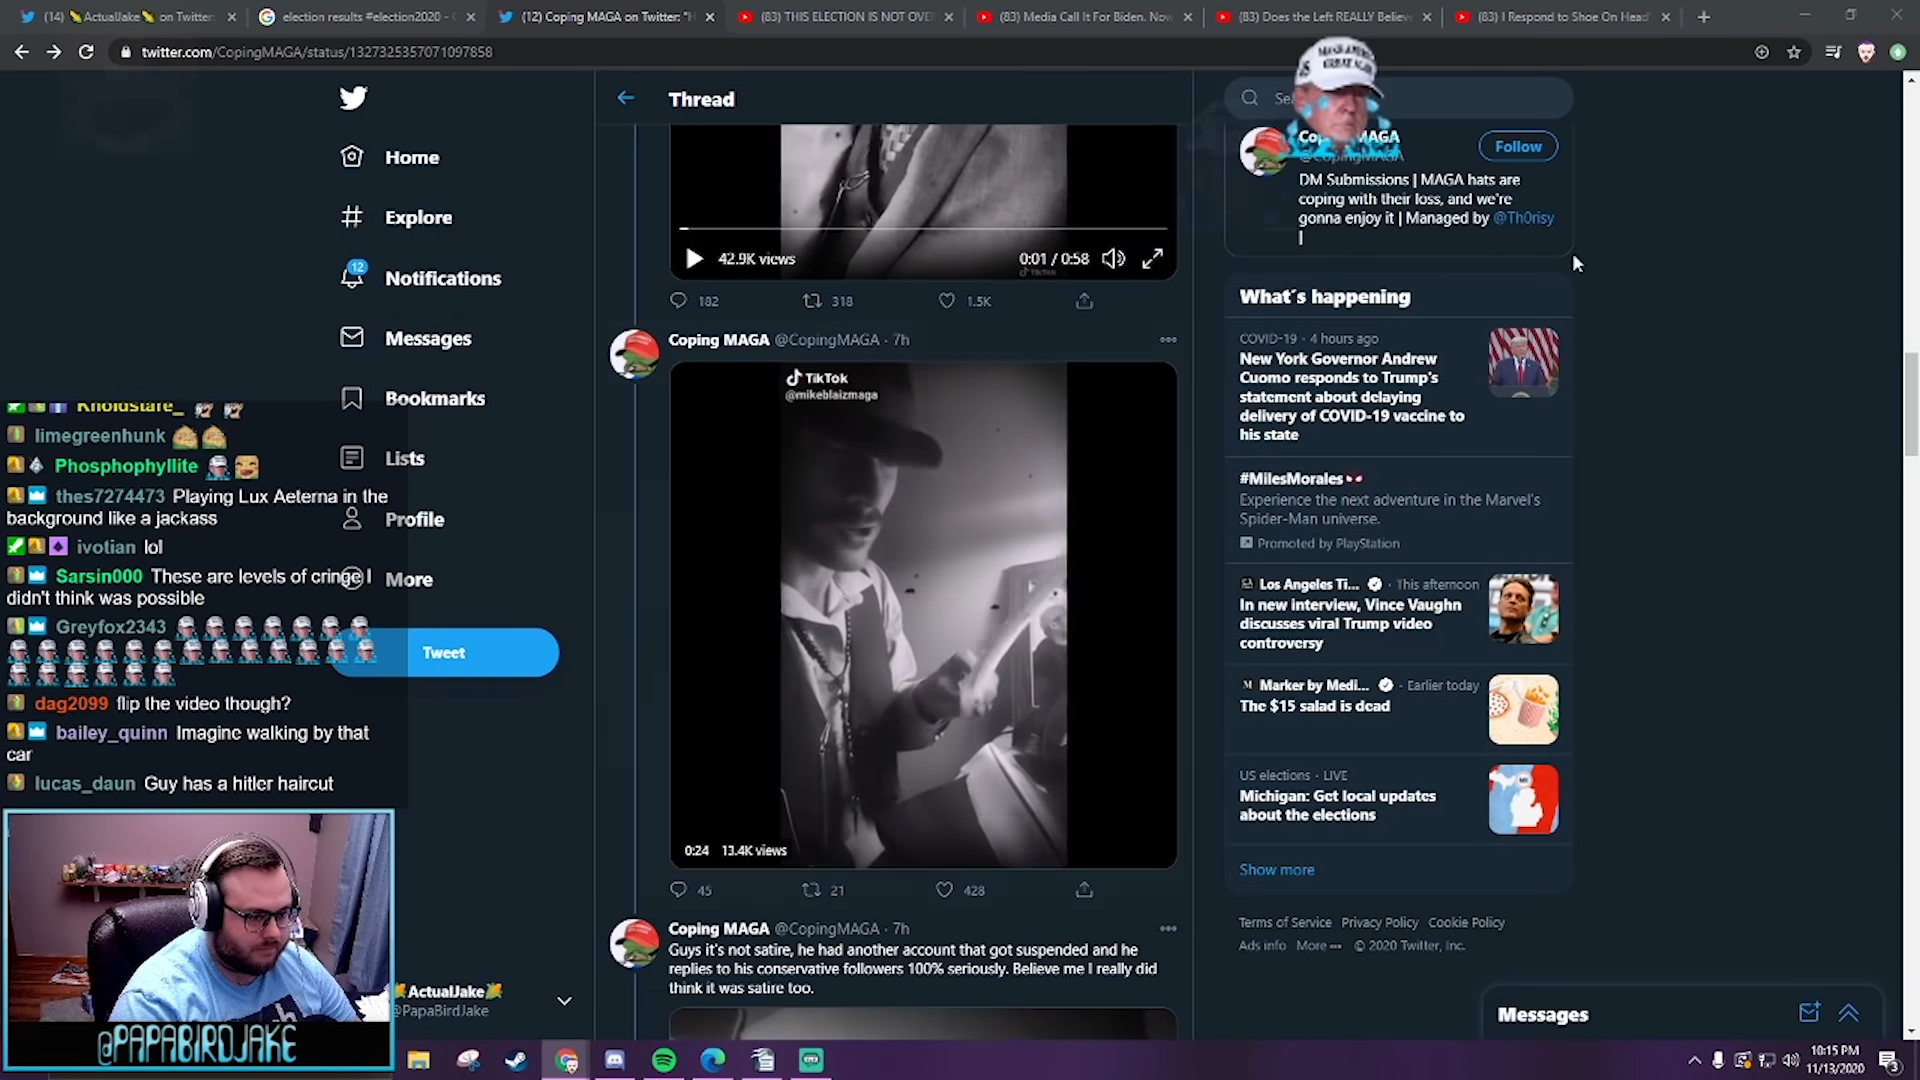 (14) ActualJake on Twitter:
election results #election2020 -
(12) Coping MAGA on Twitter: "H
(83) THIS ELECTION IS NOT OVE
(83) Media Call It For Biden. Now
(83) Does the Left REALLY Believ
(83) I Respond to Shoe On Head
twitter.com/CopingMAGA/status/1327325357071097858
Home
Explore
12
Notifications
Messages
Bookmarks
Lists
Profile
More
Tweet
Kholdstare_
limegreenhunk
Phosphophyllite
thes7274473 Playing Lux Aeterna in the
background like a jackass
ivotian lol
Sarsin000 These are levels of cringe I
didn't think was possible
Greyfox2343
dag2099 flip the video though?
bailey_quinn Imagine walking by that
car
lucas_daun Guy has a hitler haircut
@PAPABIRDJAKE
ActualJake
@PapaBirdJake
Thread
42.9K views
0:01 / 0:58
TikTok
182 318 1.5K
Coping MAGA @CopingMAGA · 7h
TikTok
@mikeblaizmaga
0:24 13.4K views
45 21 428
Coping MAGA @CopingMAGA · 7h
Guys it's not satire, he had another account that got suspended and he
replies to his conservative followers 100% seriously. Believe me I really did
think it was satire too.
MAKE AMERICA
GREAT AGAIN
Coping MAGA
@CopingMAGA
Follow
DM Submissions | MAGA hats are
coping with their loss, and we're
gonna enjoy it | Managed by @Th0risy
|
What's happening
COVID-19 · 4 hours ago
New York Governor Andrew
Cuomo responds to Trump's
statement about delaying
delivery of COVID-19 vaccine to
his state
#MilesMorales
Experience the next adventure in the Marvel's
Spider-Man universe.
Promoted by PlayStation
Los Angeles Ti... · This afternoon
In new interview, Vince Vaughn
discusses viral Trump video
controversy
Marker by Medi... · Earlier today
The $15 salad is dead
US elections · LIVE
Michigan: Get local updates
about the elections
Show more
Terms of Service Privacy Policy Cookie Policy
Ads info More ··· © 2020 Twitter, Inc.
Messages
10:15 PM
11/13/2020
3